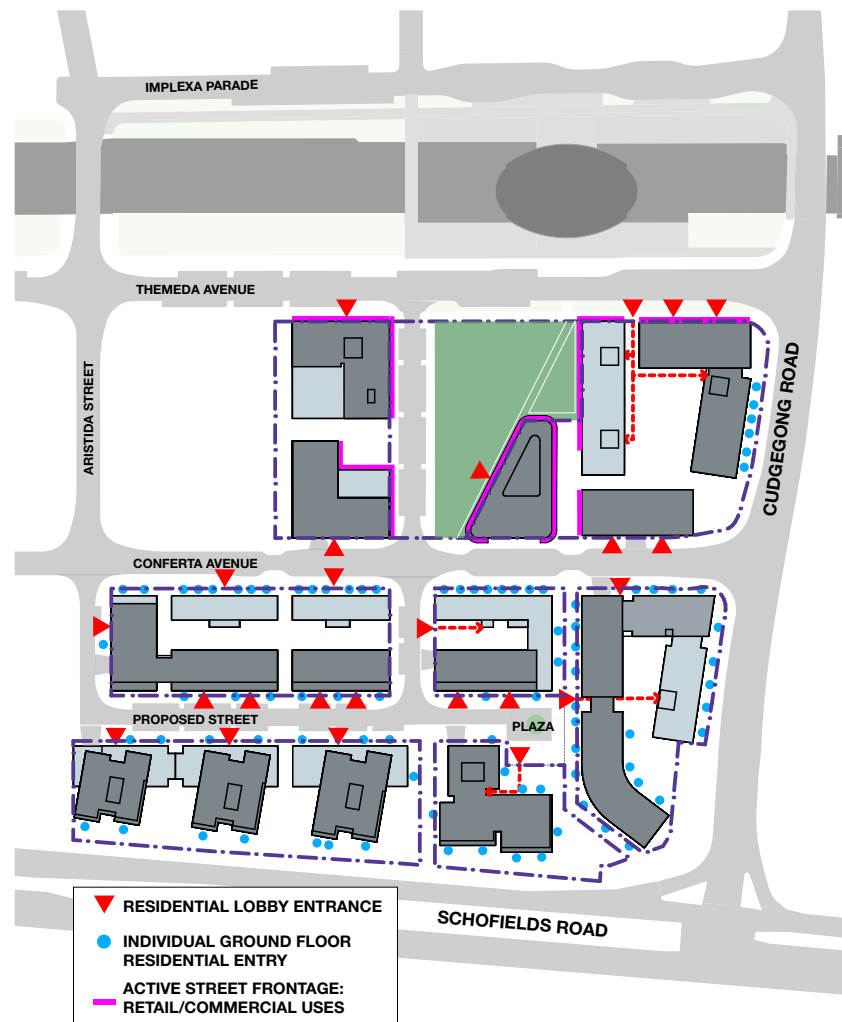 IMPLEXA PARADE
THEMEDA AVENUE
ARISTIDA STREET
CUDGEGONG ROAD
CONFERTA AVENUE
PROPOSED STREET
PLAZA
SCHOFIELDS ROAD
RESIDENTIAL LOBBY ENTRANCE
INDIVIDUAL GROUND FLOOR
RESIDENTIAL ENTRY
ACTIVE STREET FRONTAGE:
RETAIL/COMMERCIAL USES